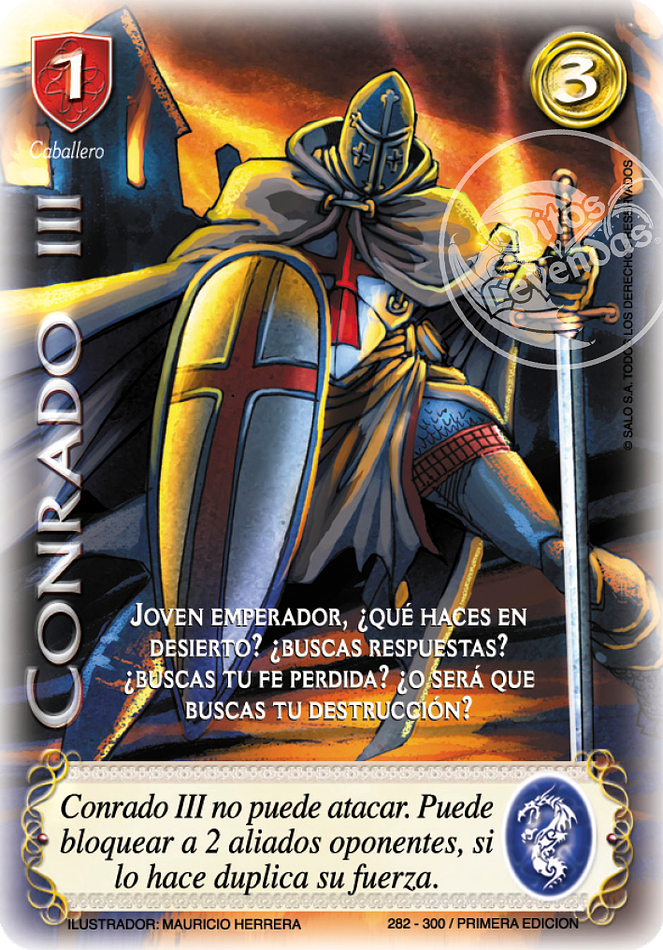 1
3
Caballero
CONRADO III
Mitos
Leyendas
© SALO S.A. TODOS LOS DERECHOS RESERVADOS
JOVEN EMPERADOR, ¿QUÉ HACES EN
DESIERTO? ¿BUSCAS RESPUESTAS?
¿BUSCAS TU FE PERDIDA? ¿O SERÁ QUE
BUSCAS TU DESTRUCCIÓN?
Conrado III no puede atacar. Puede
bloquear a 2 aliados oponentes, si
lo hace duplica su fuerza.
ILUSTRADOR: MAURICIO HERRERA
282 - 300 / PRIMERA EDICION